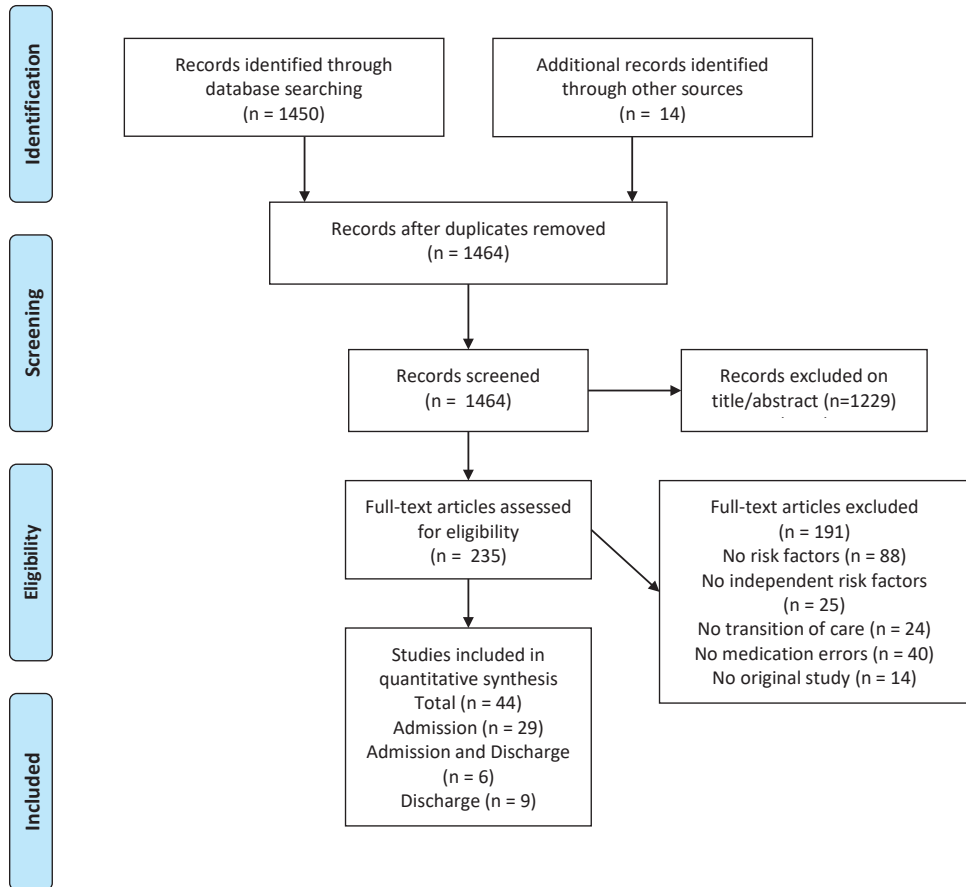 Identification
Records identified through
database searching
(n = 1450)
Additional records identified
through other sources
(n = 14)
Records after duplicates removed
(n = 1464)
Screening
Records screened
(n = 1464)
Records excluded on
title/abstract (n=1229)
Eligibility
Full-text articles assessed
for eligibility
(n = 235)
Full-text articles excluded
(n = 191)
No risk factors (n = 88)
No independent risk factors
(n = 25)
No transition of care (n = 24)
No medication errors (n = 40)
No original study (n = 14)
Included
Studies included in
quantitative synthesis
Total (n = 44)
Admission (n = 29)
Admission and Discharge
(n = 6)
Discharge (n = 9)